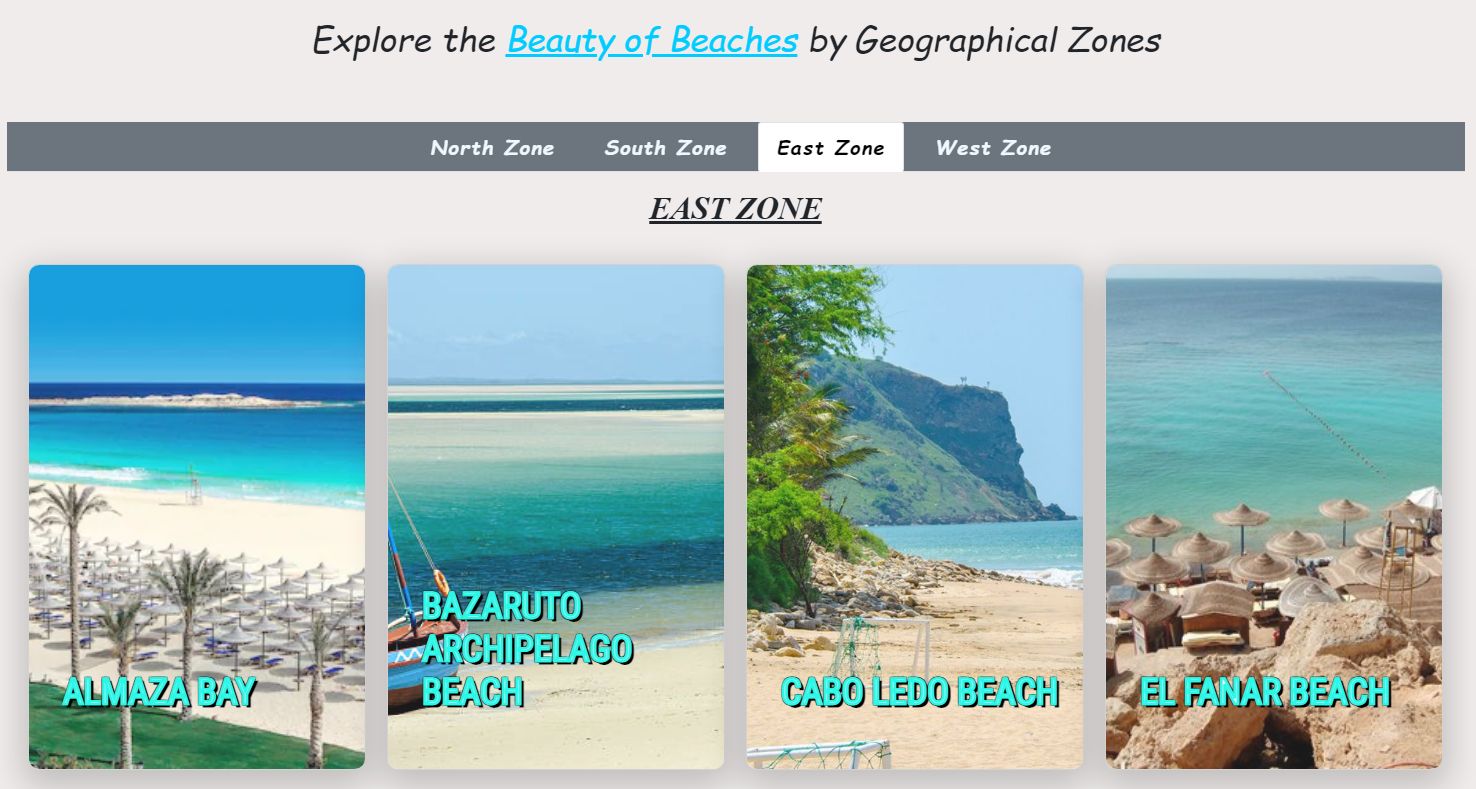 Explore the Beauty of Beaches by Geographical Zones
North Zone South Zone East Zone West Zone
EAST ZONE
ALMAZA BAY
BAZARUTO
ARCHIPELAGO
BEACH
CABO LEDO BEACH
EL FANAR BEACH